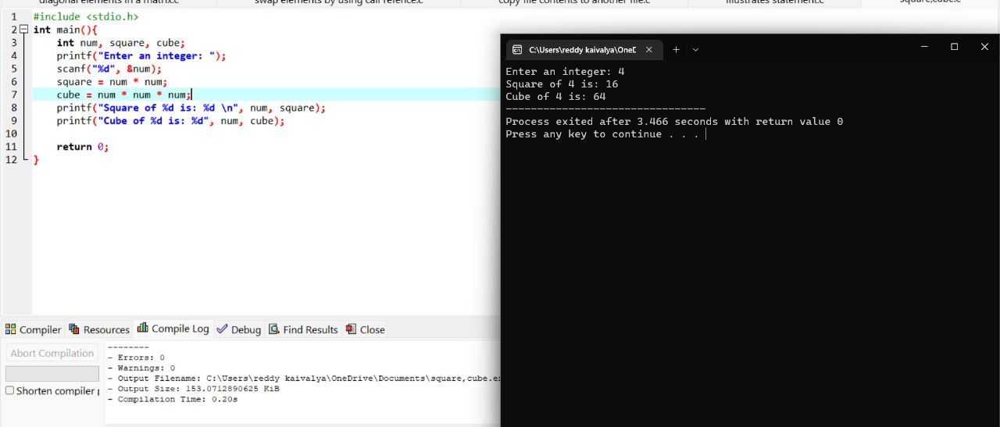 diagonal elements in a matrix.c
swap elements by using call refence.c
copy file contents to another file.c
illustrates statement.c
square,cube.c
1 #include <stdio.h>
2 int main(){
3 int num, square, cube;
4 printf("Enter an integer: ");
5 scanf("%d", &num);
6 square = num * num;
7 cube = num * num * num;
8 printf("Square of %d is: %d \n", num, square);
9 printf("Cube of %d is: %d", num, cube);
10
11 return 0;
12 }
C:\Users\reddy kaivalya\OneD
Enter an integer: 4
Square of 4 is: 16
Cube of 4 is: 64
--------------------------------
Process exited after 3.466 seconds with return value 0
Press any key to continue . . .
Compiler Resources Compile Log Debug Find Results Close
Abort Compilation
Shorten compiler p
--------
- Errors: 0
- Warnings: 0
- Output Filename: C:\Users\reddy kaivalya\OneDrive\Documents\square,cube.ex
- Output Size: 153.0712890625 KiB
- Compilation Time: 0.20s